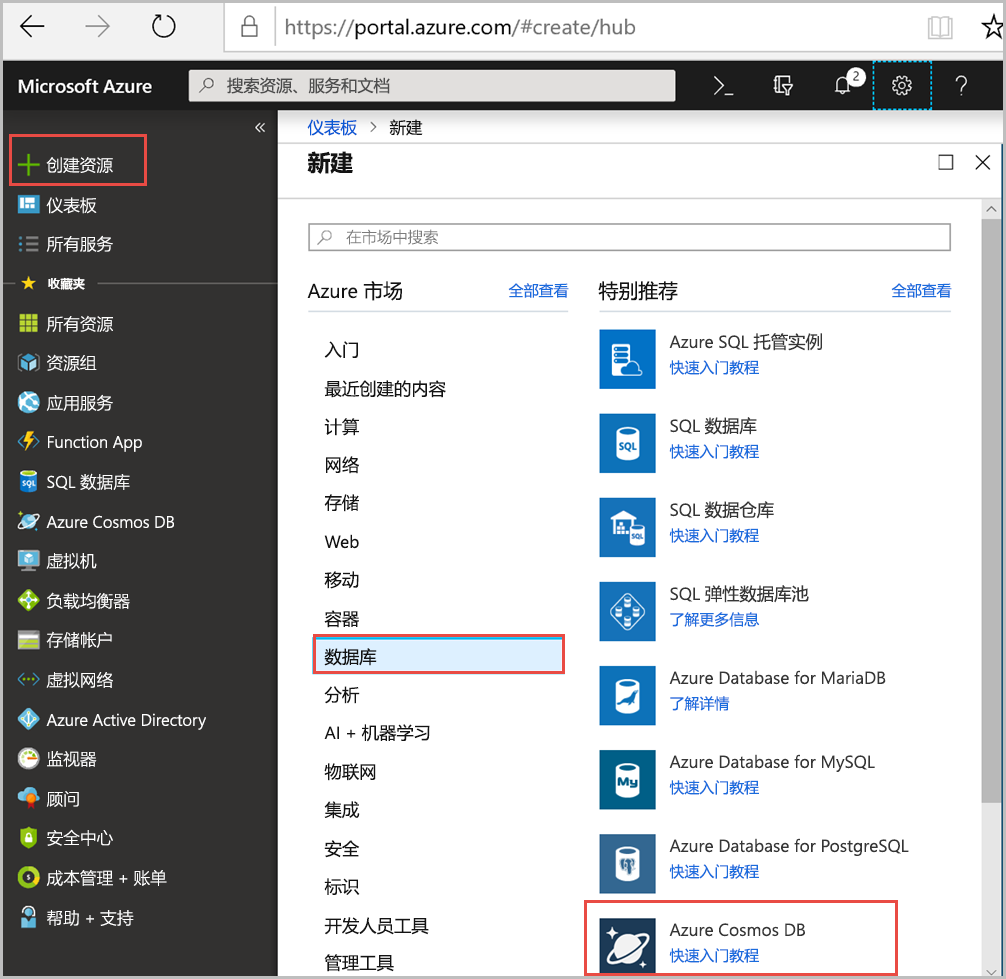 https://portal.azure.com/#create/hub
Microsoft Azure
搜索资源、服务和文档
2
创建资源
仪表板
所有服务
收藏夹
所有资源
资源组
应用服务
Function App
SQL 数据库
Azure Cosmos DB
虚拟机
负载均衡器
存储帐户
虚拟网络
Azure Active Directory
监视器
顾问
安全中心
成本管理 + 账单
帮助 + 支持
仪表板 > 新建
新建
在市场中搜索
Azure 市场 全部查看
入门
最近创建的内容
计算
网络
存储
Web
移动
容器
数据库
分析
AI + 机器学习
物联网
集成
安全
标识
开发人员工具
管理工具
特别推荐 全部查看
Azure SQL 托管实例
快速入门教程
SQL 数据库
快速入门教程
SQL 数据仓库
快速入门教程
SQL 弹性数据库池
了解更多信息
Azure Database for MariaDB
了解详情
Azure Database for MySQL
快速入门教程
Azure Database for PostgreSQL
快速入门教程
Azure Cosmos DB
快速入门教程